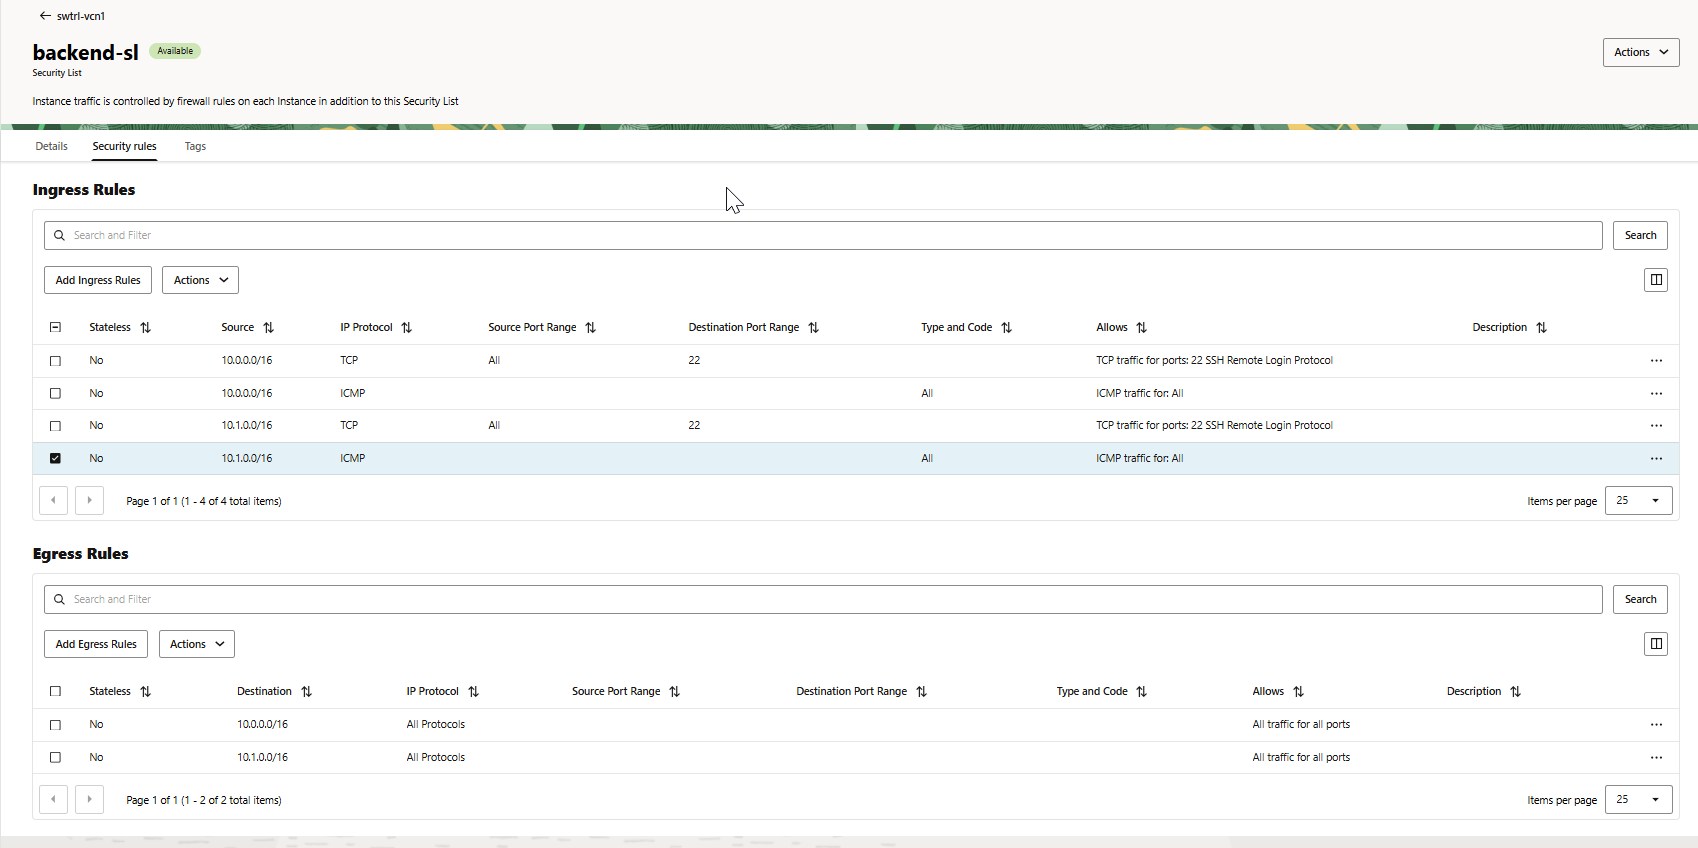 swtrl-vcn1
backend-sl Available
Actions
Security List
Instance traffic is controlled by firewall rules on each Instance in addition to this Security List
Details Security rules Tags
Ingress Rules
Search and Filter Search
Add Ingress Rules Actions
Stateless Source IP Protocol Source Port Range Destination Port Range Type and Code Allows Description
No 10.0.0.0/16 TCP All 22 TCP traffic for ports: 22 SSH Remote Login Protocol
No 10.0.0.0/16 ICMP All ICMP traffic for: All
No 10.1.0.0/16 TCP All 22 TCP traffic for ports: 22 SSH Remote Login Protocol
No 10.1.0.0/16 ICMP All ICMP traffic for: All
Page 1 of 1 (1 - 4 of 4 total items) Items per page 25
Egress Rules
Search and Filter Search
Add Egress Rules Actions
Stateless Destination IP Protocol Source Port Range Destination Port Range Type and Code Allows Description
No 10.0.0.0/16 All Protocols All traffic for all ports
No 10.1.0.0/16 All Protocols All traffic for all ports
Page 1 of 1 (1 - 2 of 2 total items) Items per page 25